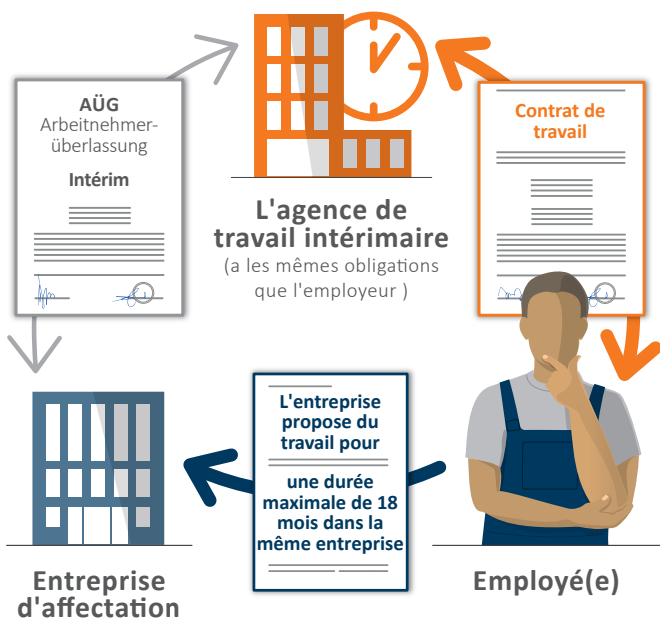 AÜG
Arbeitnehmer-
überlassung
Intérim
Contrat de
travail
L'agence de
travail intérimaire
(a les mêmes obligations
que l'employeur )
L'entreprise
propose du
travail pour
une durée
maximale de 18
mois dans la
même entreprise
Entreprise
d'affectation
Employé(e)